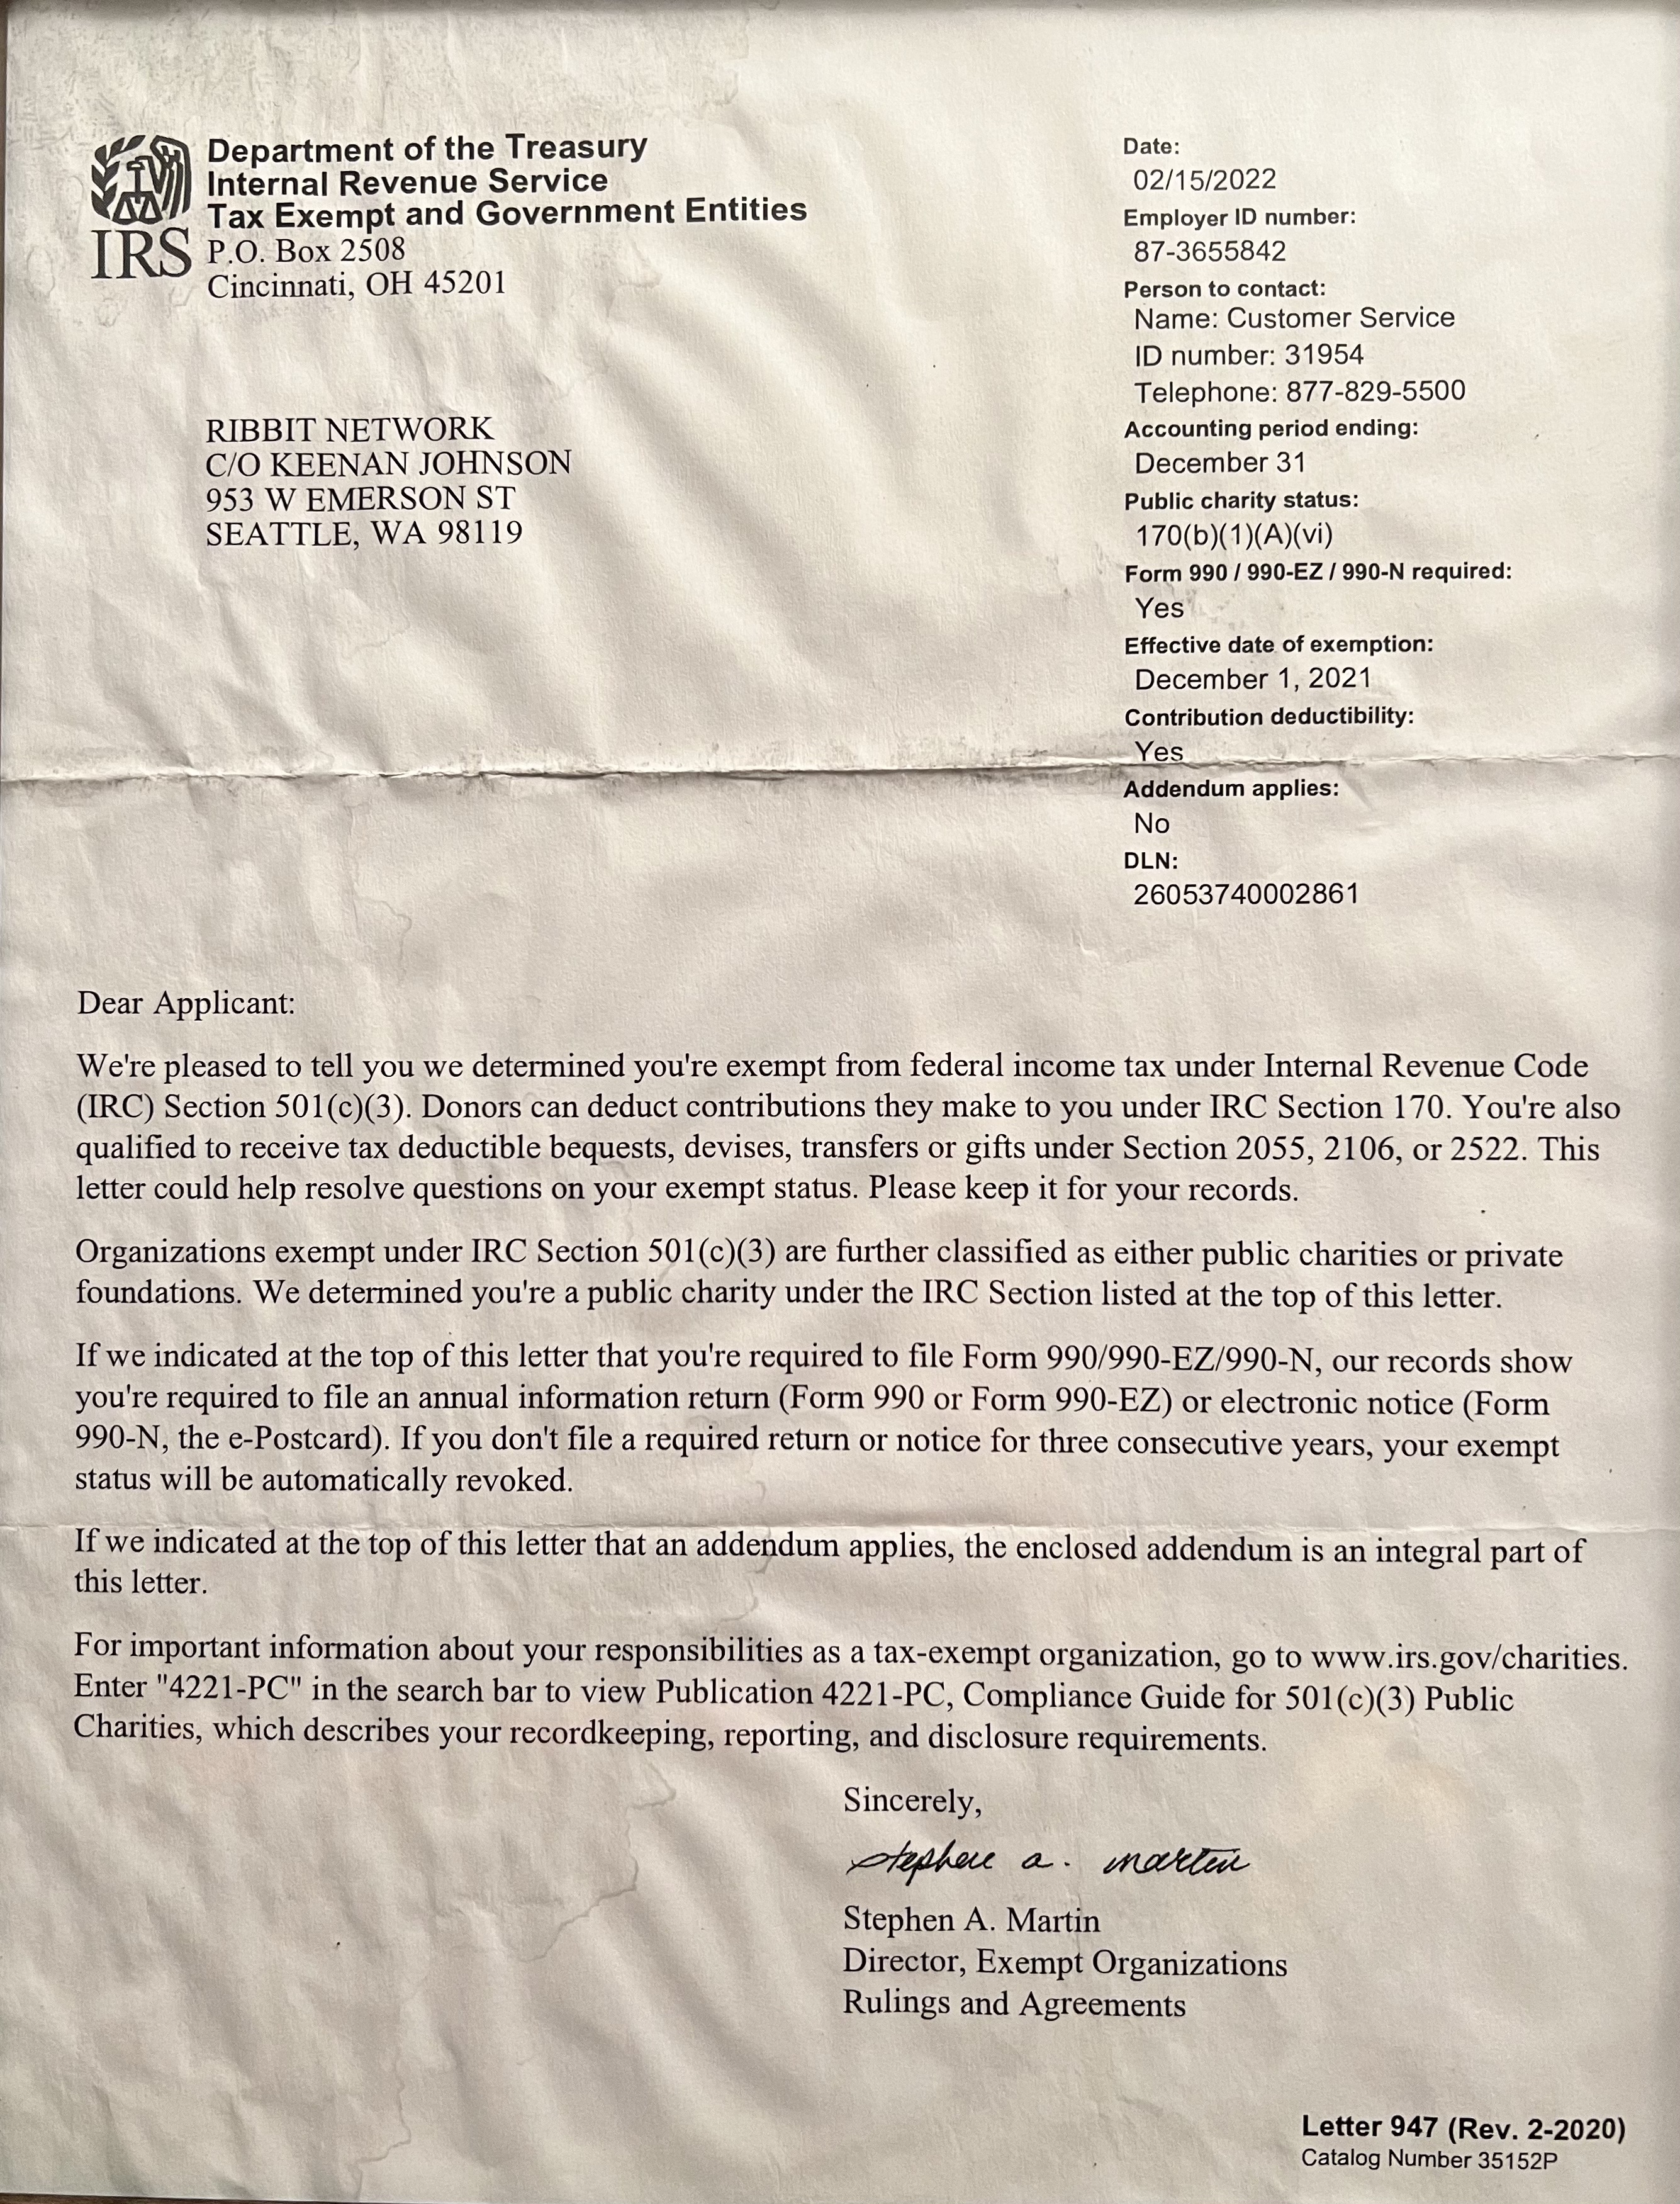 Department of the Treasury
Internal Revenue Service
Tax Exempt and Government Entities
IRS
P.O. Box 2508
Cincinnati, OH 45201
RIBBIT NETWORK
C/O KEENAN JOHNSON
953 W EMERSON ST
SEATTLE, WA 98119
Date:
02/15/2022
Employer ID number:
87-3655842
Person to contact:
Name: Customer Service
ID number: 31954
Telephone: 877-829-5500
Accounting period ending:
December 31
Public charity status:
170(b)(1)(A)(vi)
Form 990 / 990-EZ / 990-N required:
Yes
Effective date of exemption:
December 1, 2021
Contribution deductibility:
Yes
Addendum applies:
No
DLN:
26053740002861
Dear Applicant:
We're pleased to tell you we determined you're exempt from federal income tax under Internal Revenue Code
(IRC) Section 501(c)(3). Donors can deduct contributions they make to you under IRC Section 170. You're also
qualified to receive tax deductible bequests, devises, transfers or gifts under Section 2055, 2106, or 2522. This
letter could help resolve questions on your exempt status. Please keep it for your records.
Organizations exempt under IRC Section 501(c)(3) are further classified as either public charities or private
foundations. We determined you're a public charity under the IRC Section listed at the top of this letter.
If we indicated at the top of this letter that you're required to file Form 990/990-EZ/990-N, our records show
you're required to file an annual information return (Form 990 or Form 990-EZ) or electronic notice (Form
990-N, the e-Postcard). If you don't file a required return or notice for three consecutive years, your exempt
status will be automatically revoked.
If we indicated at the top of this letter that an addendum applies, the enclosed addendum is an integral part of
this letter.
For important information about your responsibilities as a tax-exempt organization, go to www.irs.gov/charities.
Enter "4221-PC" in the search bar to view Publication 4221-PC, Compliance Guide for 501(c)(3) Public
Charities, which describes your recordkeeping, reporting, and disclosure requirements.
Sincerely,
Stephen a. Martin
Stephen A. Martin
Director, Exempt Organizations
Rulings and Agreements
Letter 947 (Rev. 2-2020)
Catalog Number 35152P